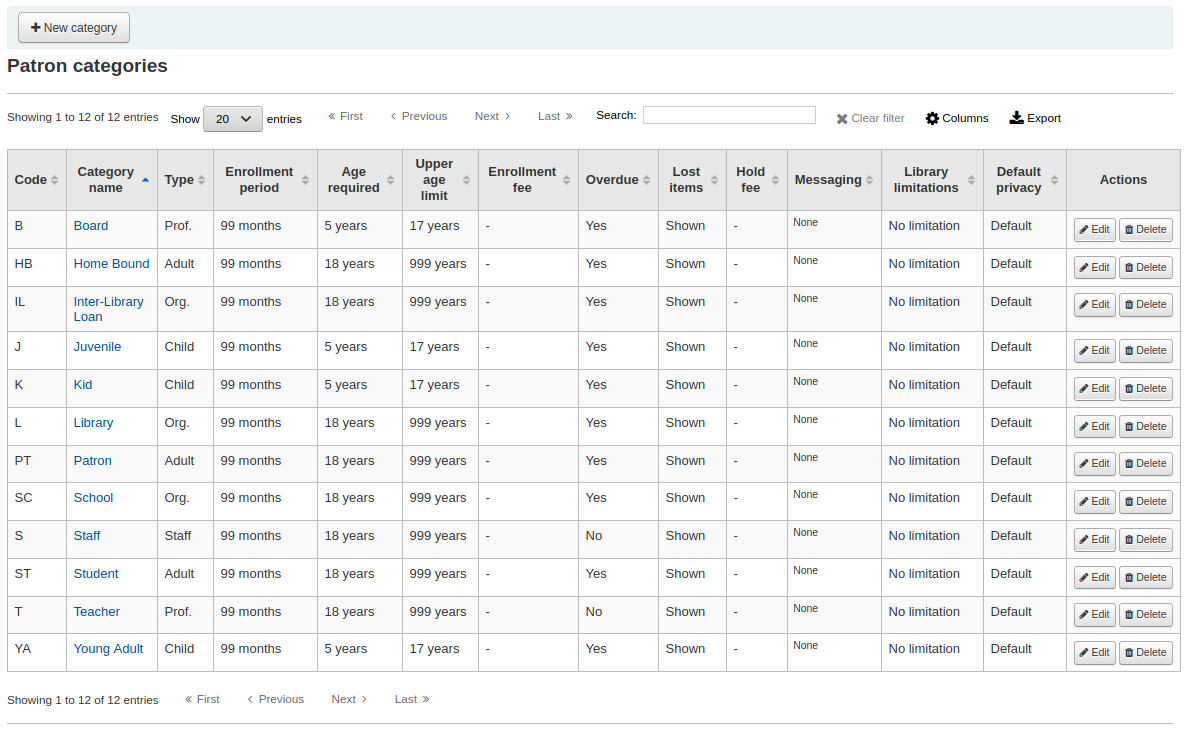 New category
Patron categories
Showing 1 to 12 of 12 entries Show 20 entries First Previous Next Last Search: Clear filter Columns Export
Code Category name Type Enrollment period Age required Upper age limit Enrollment fee Overdue Lost items Hold fee Messaging Library limitations Default privacy Actions
B Board Prof. 99 months 5 years 17 years - Yes Shown - None No limitation Default Edit Delete
HB Home Bound Adult 99 months 18 years 999 years - Yes Shown - None No limitation Default Edit Delete
IL Inter-Library Loan Org. 99 months 18 years 999 years - Yes Shown - None No limitation Default Edit Delete
J Juvenile Child 99 months 5 years 17 years - Yes Shown - None No limitation Default Edit Delete
K Kid Child 99 months 5 years 17 years - Yes Shown - None No limitation Default Edit Delete
L Library Org. 99 months 18 years 999 years - Yes Shown - None No limitation Default Edit Delete
PT Patron Adult 99 months 18 years 999 years - Yes Shown - None No limitation Default Edit Delete
SC School Org. 99 months 18 years 999 years - Yes Shown - None No limitation Default Edit Delete
S Staff Staff 99 months 18 years 999 years - No Shown - None No limitation Default Edit Delete
ST Student Adult 99 months 18 years 999 years - Yes Shown - None No limitation Default Edit Delete
T Teacher Prof. 99 months 18 years 999 years - No Shown - None No limitation Default Edit Delete
YA Young Adult Child 99 months 5 years 17 years - Yes Shown - None No limitation Default Edit Delete
Showing 1 to 12 of 12 entries First Previous Next Last